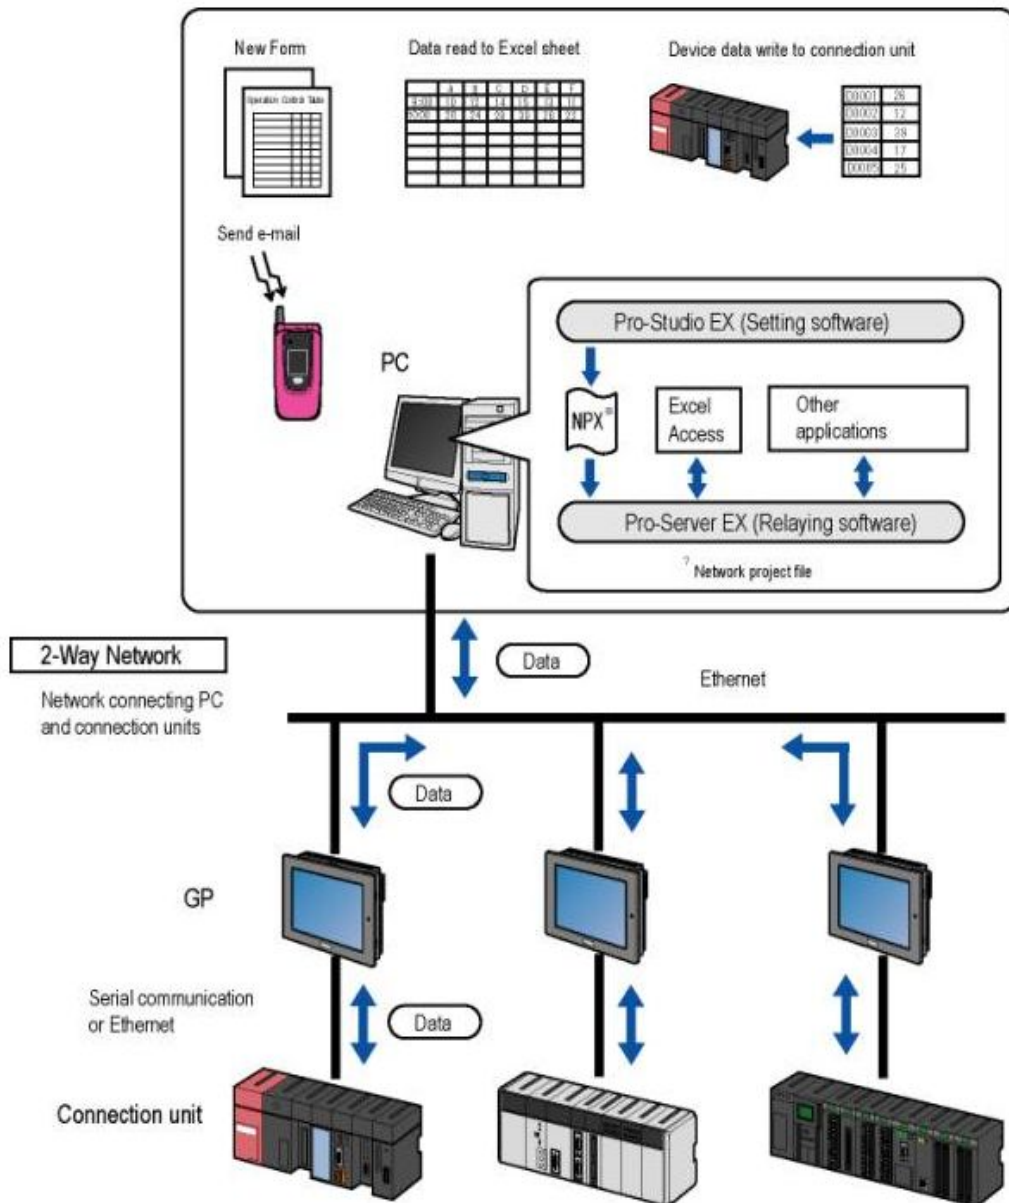 New Form
Data read to Excel sheet
Device data write to connection unit
Operation Control Table
A B C D E F
D0001 26
D0002 12
D0003 38
D0004 17
D0005 25
Send e-mail
PC
Pro-Studio EX (Setting software)
NPX
Excel
Access
Other
applications
Pro-Server EX (Relaying software)
? Network project file
2-Way Network
Data
Ethernet
Network connecting PC
and connection units
Data
GP
Serial communication
or Ethernet
Data
Connection unit